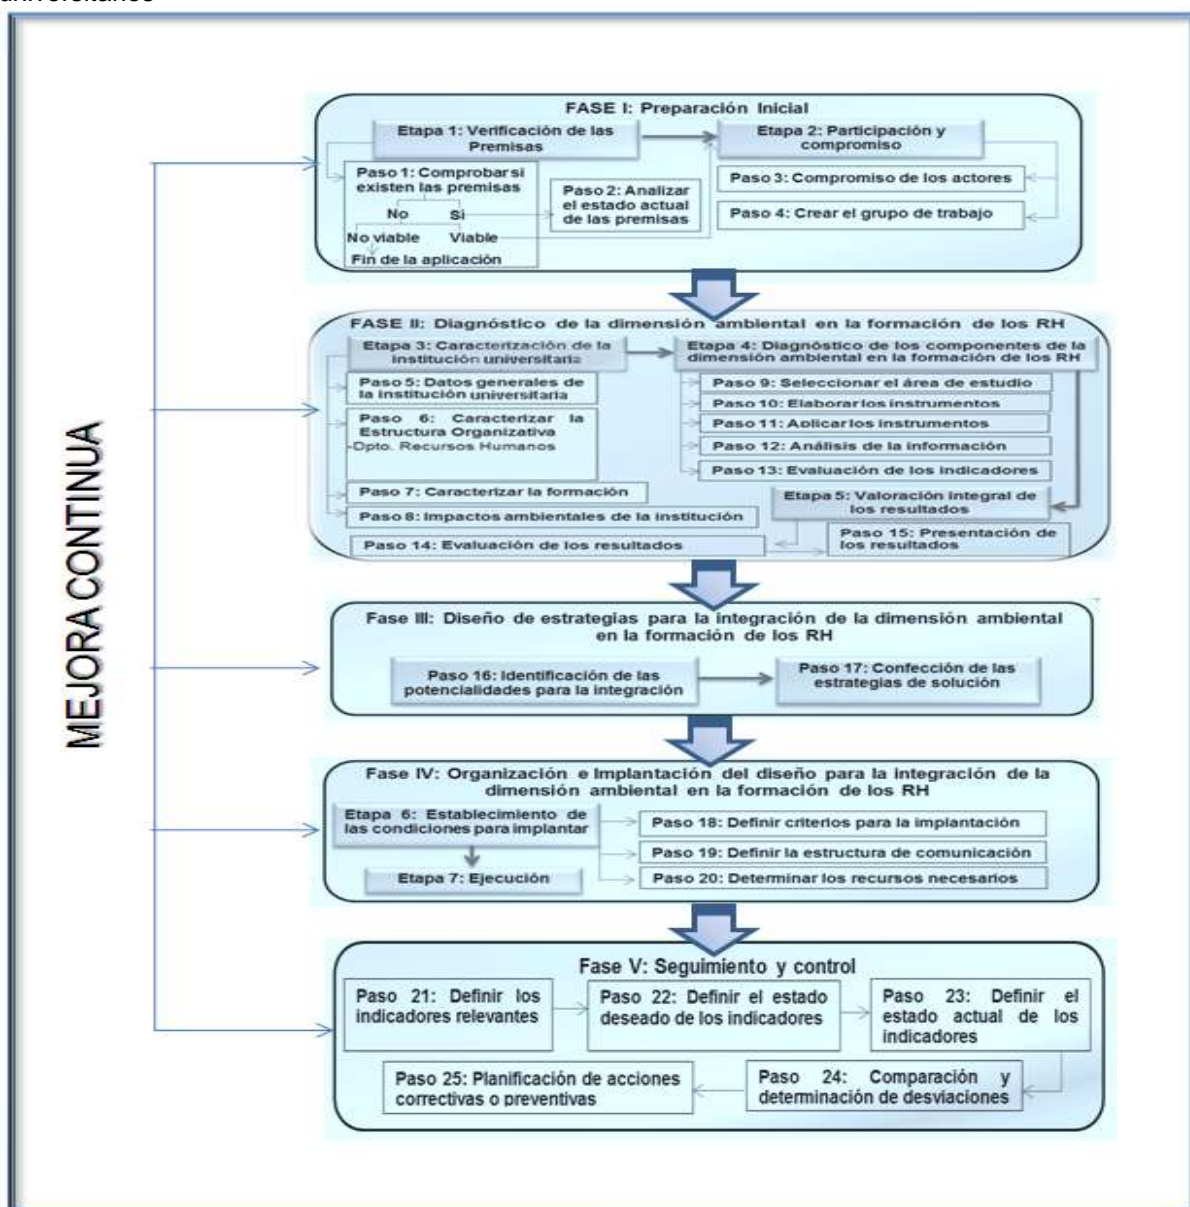 universitarios
FASE I: Preparación Inicial
Etapa 1: Verificación de las
Premisas
Etapa 2: Participación y
compromiso
Paso 1: Comprobar si
existen las premisas
No
Si
No viable
Viable
Fin de la aplicación
Paso 2: Analizar
el estado actual
de las premisas
Paso 3: Compromiso de los actores
Paso 4: Crear el grupo de trabajo
FASE II: Diagnóstico de la dimensión ambiental en la formación de los RH
Etapa 3: Caracterización de la
institución universitaria
Etapa 4: Diagnóstico de los componentes de la
dimensión ambiental en la formación de los RH
Paso 5: Datos generales de
la institución universitaria
Paso 6: Caracterizar la
Estructura Organizativa
-Dpto. Recursos Humanos
Paso 7: Caracterizar la formación
Paso 8: Impactos ambientales de la institución
Paso 9: Seleccionar el área de estudio
Paso 10: Elaborar los instrumentos
Paso 11: Aplicar los instrumentos
Paso 12: Análisis de la información
Paso 13: Evaluación de los indicadores
Etapa 5: Valoración integral de
los resultados
Paso 14: Evaluación de los resultados
Paso 15: Presentación de
los resultados
MEJORA CONTINUA
Fase III: Diseño de estrategias para la integración de la dimensión ambiental
en la formación de los RH
Paso 16: Identificación de las
potencialidades para la integración
Paso 17: Confección de las
estrategias de solución
Fase IV: Organización e Implantación del diseño para la integración de la
dimensión ambiental en la formación de los RH
Etapa 6: Establecimiento de
las condiciones para implantar
Etapa 7: Ejecución
Paso 18: Definir criterios para la implantación
Paso 19: Definir la estructura de comunicación
Paso 20: Determinar los recursos necesarios
Fase V: Seguimiento y control
Paso 21: Definir los
indicadores relevantes
Paso 22: Definir el estado
deseado de los indicadores
Paso 23: Definir el
estado actual de los
indicadores
Paso 24: Comparación y
determinación de desviaciones
Paso 25: Planificación de acciones
correctivas o preventivas